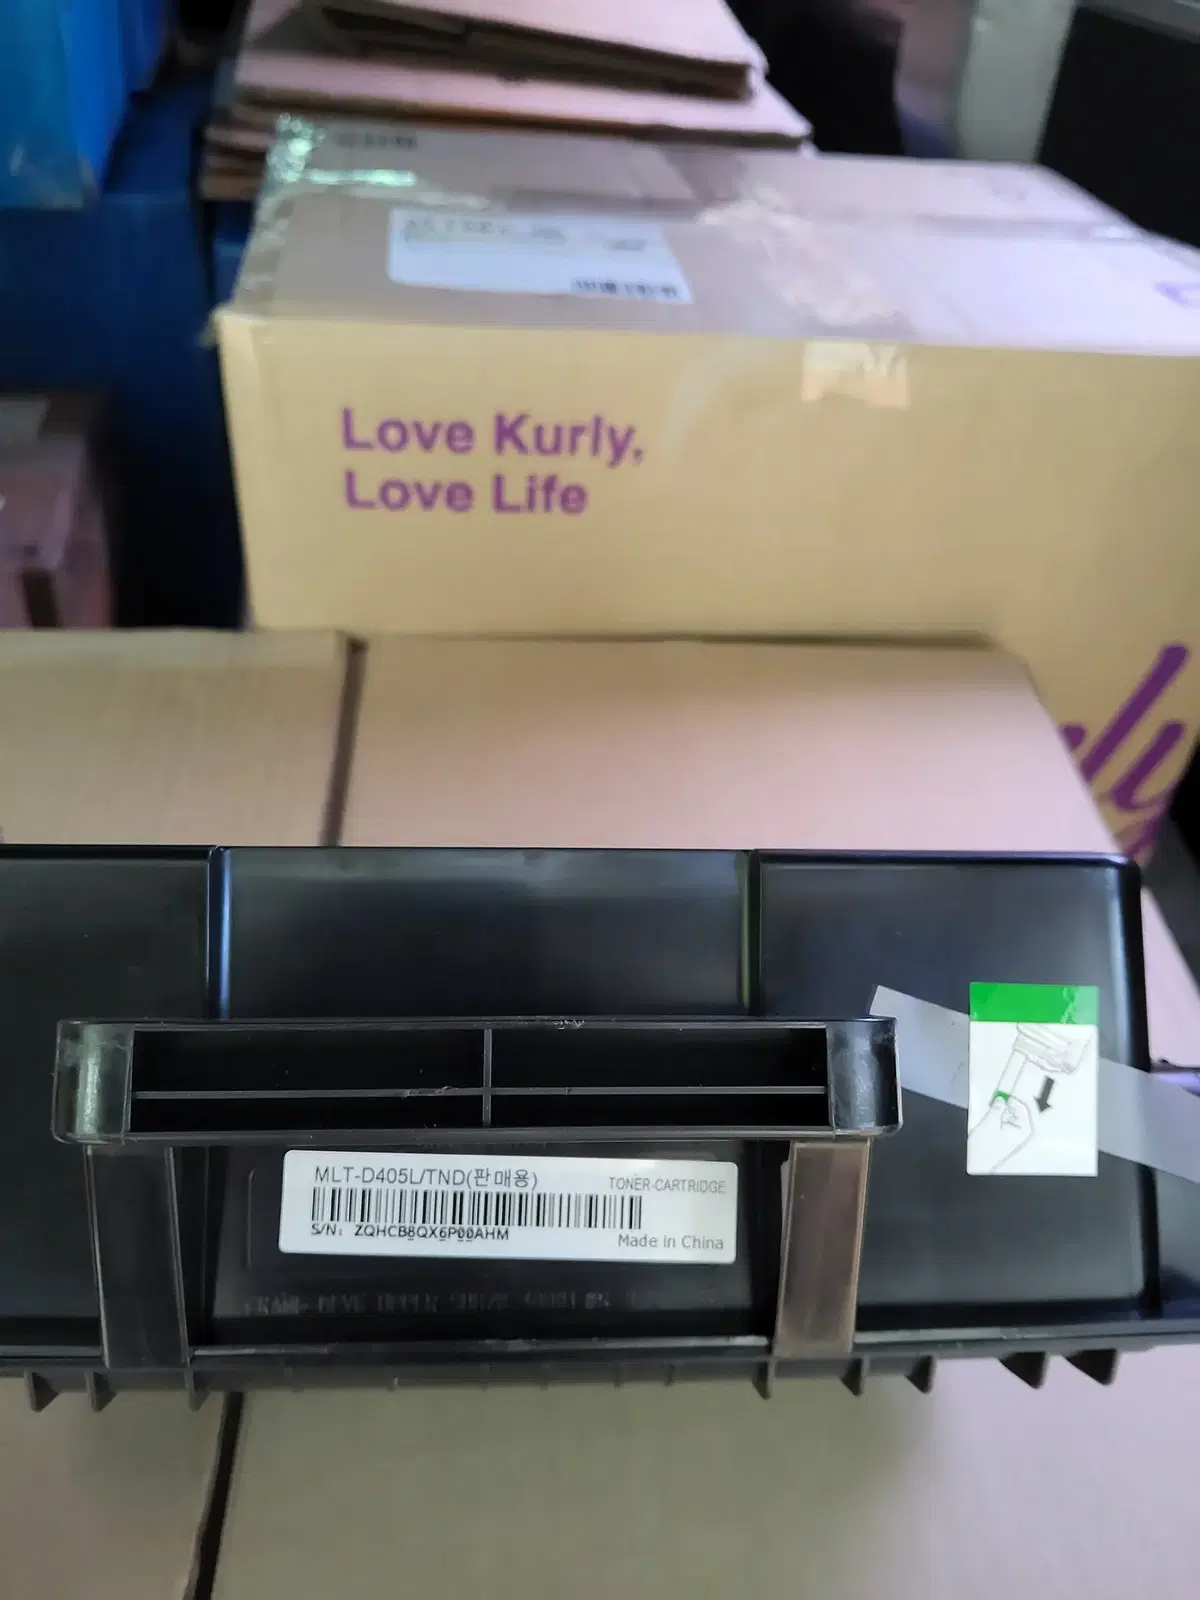 Love Kurly,
Love Life
MLT-D405L/TND(판매용)
TONER-CARTRIDGE
S/N: ZQHCB8QX6P00AHM
Made in China